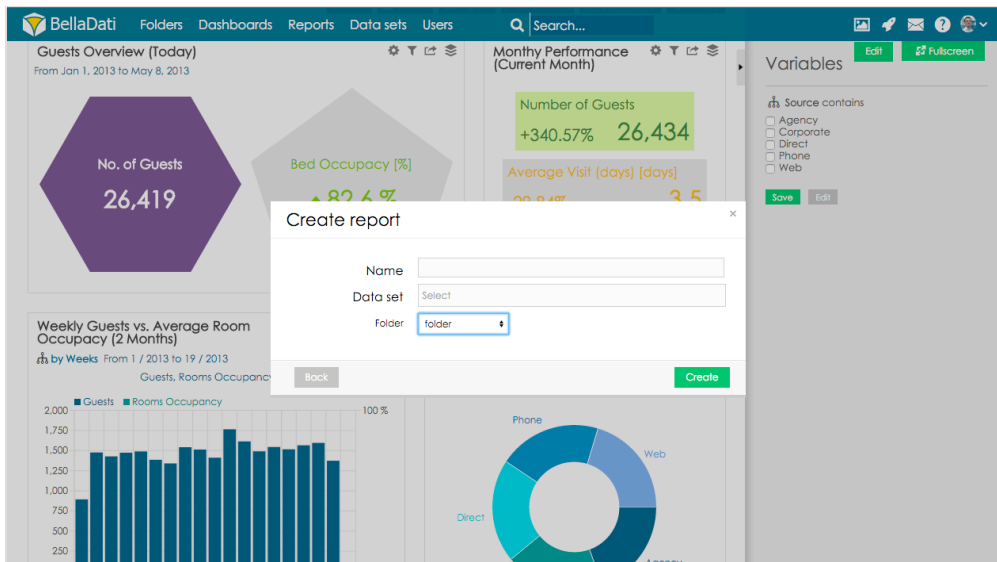 BellaDati Folders Dashboards Reports Data sets Users Search...
Guests Overview (Today)
From Jan 1, 2013 to May 8, 2013
No. of Guests
26,419
Bed Occupancy [%]
Monthy Performance
(Current Month)
Number of Guests
+340.57% 26,434
Average Visit (days) [days]
Edit Fullscreen
Variables
Source contains
Agency
Corporate
Direct
Phone
Web
Save Edit
Create report ×
Name
Data set Select
Folder folder
Back Create
Weekly Guests vs. Average Room
Occupancy (2 Months)
by Weeks From 1 / 2013 to 19 / 2013
Guests, Rooms Occupancy
Guests Rooms Occupancy
2,000 100 %
1,750
1,500
1,250
1,000
750
500
250
Phone
Web
Direct